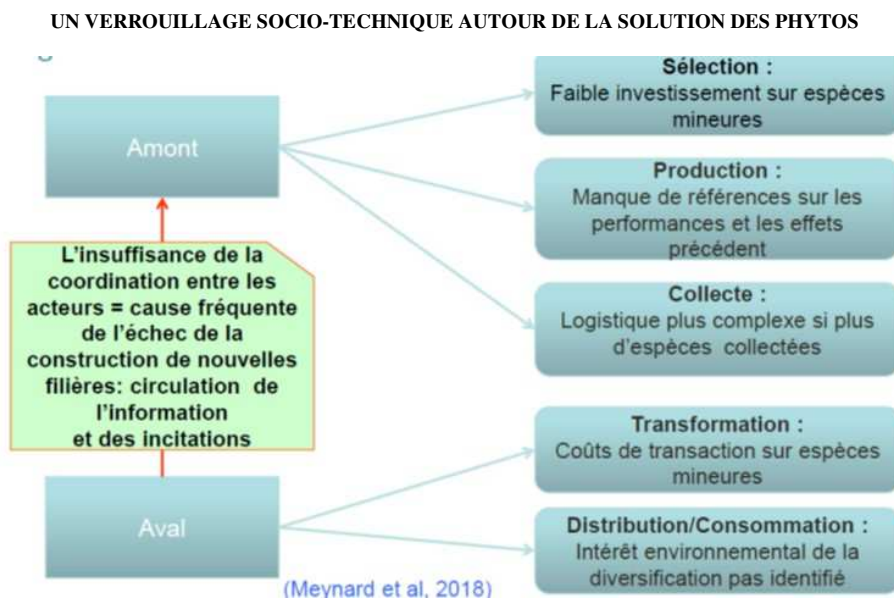 UN VERROUILLAGE SOCIO-TECHNIQUE AUTOUR DE LA SOLUTION DES PHYTOS
Amont
L'insuffisance de la
coordination entre les
acteurs = cause fréquente
de l'échec de la
construction de nouvelles
filières: circulation de
l'information
et des incitations
Aval
Sélection :
Faible investissement sur espèces
mineures
Production :
Manque de références sur les
performances et les effets
précédent
Collecte :
Logistique plus complexe si plus
d'espèces collectées
Transformation :
Coûts de transaction sur espèces
mineures
Distribution/Consommation :
Intérêt environnemental de la
diversification pas identifié
(Meynard et al, 2018)